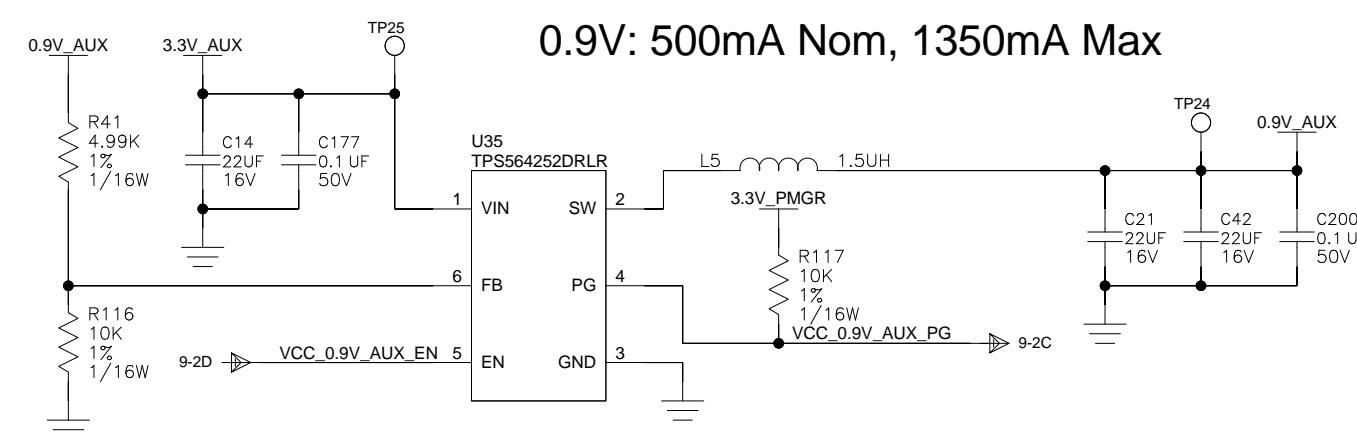 0.9V: 500mA Nom, 1350mA Max
0.9V_AUX
3.3V_AUX
TP25
R41
4.99K
1%
1/16W
C14
22UF
16V
C177
0.1 UF
50V
U35
TPS564252DRLR
1
VIN
SW
2
6
FB
PG
4
5
EN
GND
3
L5
1.5UH
3.3V_PMGR
R117
10K
1%
1/16W
VCC_0.9V_AUX_PG
9-2C
TP24
0.9V_AUX
C21
22UF
16V
C42
22UF
16V
C200
0.1 U
50V
R116
10K
1%
1/16W
9-2D
VCC_0.9V_AUX_EN